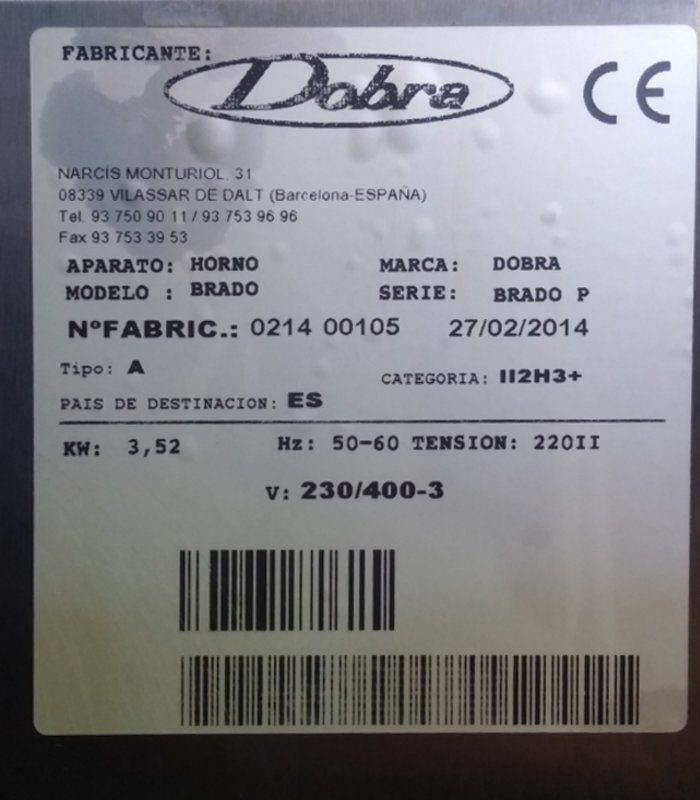 FABRICANTE: Dobra CE
NARCÍS MONTURIOL, 31
08339 VILASSAR DE DALT (Barcelona-ESPAÑA)
Tel. 93 750 90 11 / 93 753 96 96
Fax 93 753 39 53
APARATO: HORNO MARCA: DOBRA
MODELO : BRADO SERIE: BRADO P
NºFABRIC.: 0214 00105 27/02/2014
Tipo: A CATEGORIA: II2H3+
PAIS DE DESTINACION: ES
KW: 3,52 Hz: 50-60 TENSION: 220II
V: 230/400-3